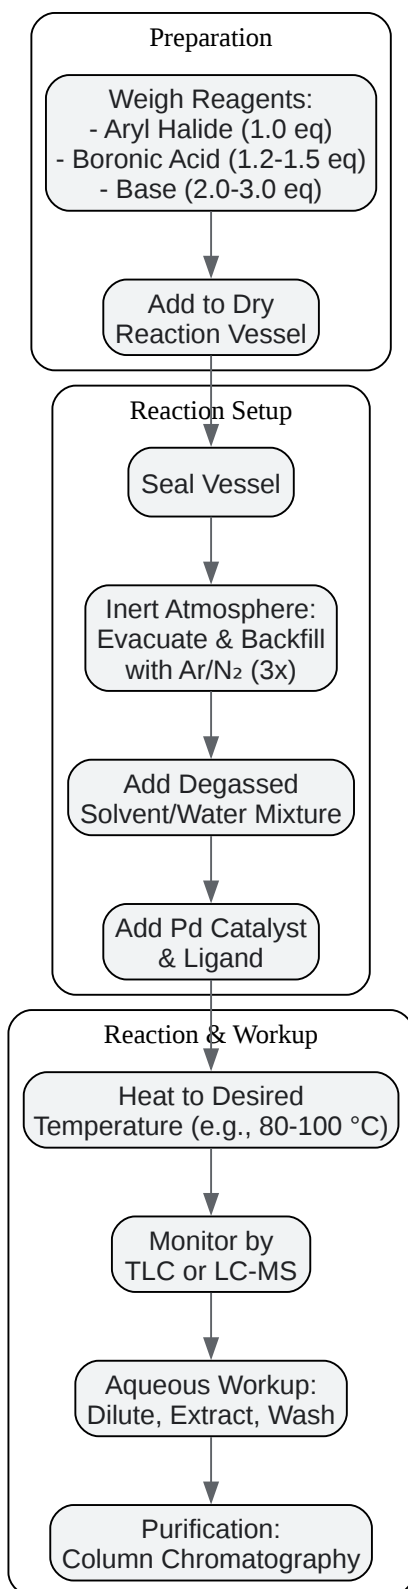 Preparation
Weigh Reagents:
- Aryl Halide (1.0 eq)
- Boronic Acid (1.2-1.5 eq)
- Base (2.0-3.0 eq)
Add to Dry
Reaction Vessel
Reaction Setup
Seal Vessel
Inert Atmosphere:
Evacuate & Backfill
with Ar/N₂ (3x)
Add Degassed
Solvent/Water Mixture
Add Pd Catalyst
& Ligand
Reaction & Workup
Heat to Desired
Temperature (e.g., 80-100 °C)
Monitor by
TLC or LC-MS
Aqueous Workup:
Dilute, Extract, Wash
Purification:
Column Chromatography